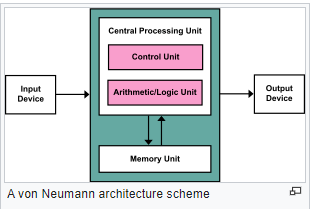 Central Processing Unit
Control Unit
Arithmetic/Logic Unit
Input
Device
Output
Device
Memory Unit
A von Neumann architecture scheme